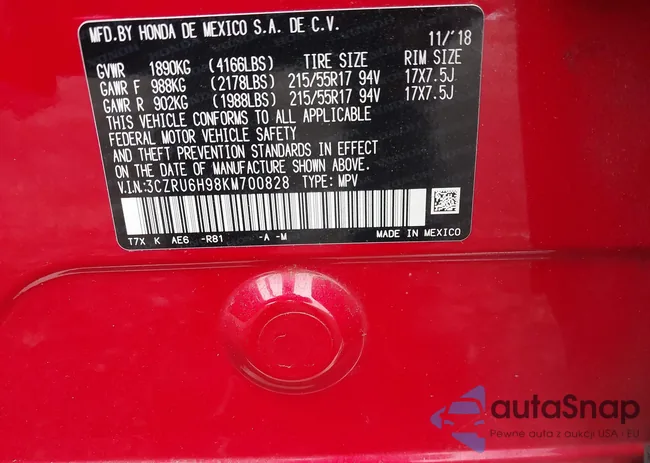 MFD.BY HONDA DE MEXICO S.A. DE C.V. 11/'18
GVWR 1890KG (4166LBS) TIRE SIZE RIM SIZE
GAWR F 988KG (2178LBS) 215/55R17 94V 17X7.5J
GAWR R 902KG (1988LBS) 215/55R17 94V 17X7.5J
THIS VEHICLE CONFORMS TO ALL APPLICABLE
FEDERAL MOTOR VEHICLE SAFETY
AND THEFT PREVENTION STANDARDS IN EFFECT
ON THE DATE OF MANUFACTURE SHOWN ABOVE.
V.I.N:3CZRU6H98KM700828 TYPE: MPV
T7X K AE6 -R81 -A -M MADE IN MEXICO
autaSnap
Pewne auta z aukcji USA - EU